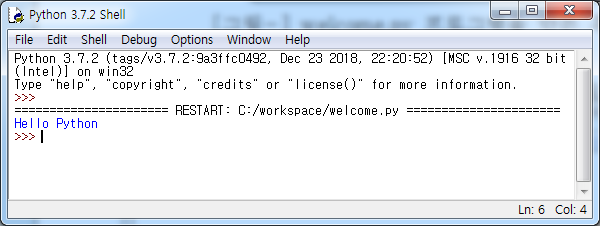 Python 3.7.2 Shell
File Edit Shell Debug Options Window Help
Python 3.7.2 (tags/v3.7.2:9a3ffc0492, Dec 23 2018, 22:20:52) [MSC v.1916 32 bit
(Intel)] on win32
Type "help", "copyright", "credits" or "license()" for more information.
>>>
==================== RESTART: C:/workspace/welcome.py ====================
Hello Python
>>>
Ln: 6 Col: 4